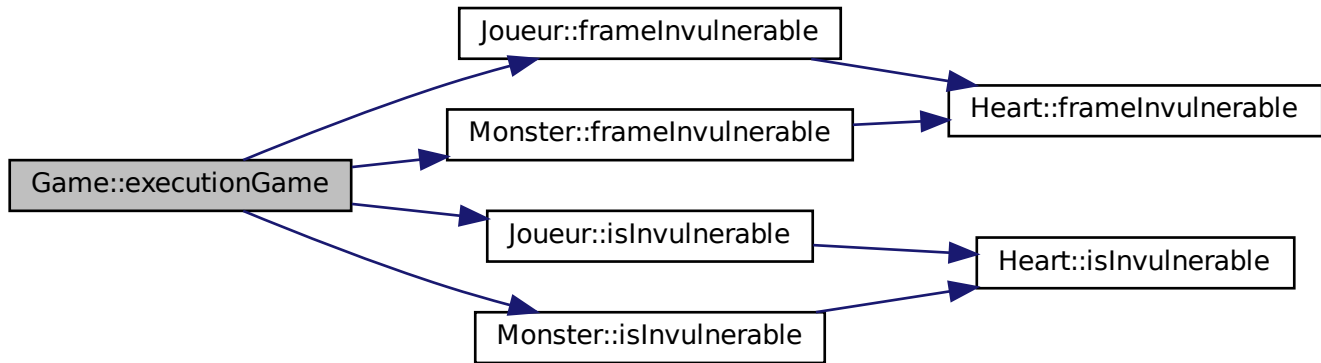 Joueur::frameInvulnerable
Heart::frameInvulnerable
Monster::frameInvulnerable
Game::executionGame
Joueur::isInvulnerable
Heart::isInvulnerable
Monster::isInvulnerable